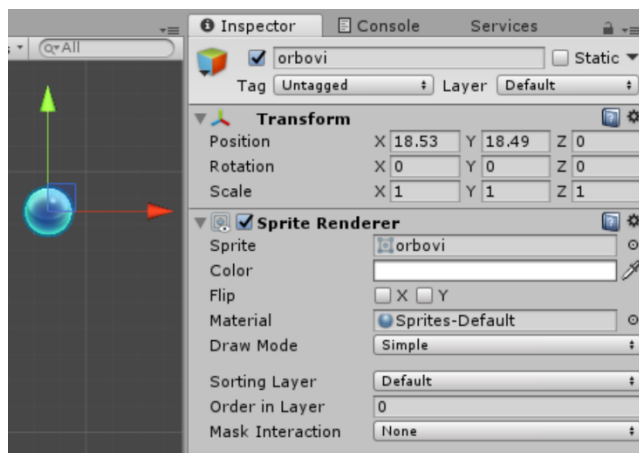 Inspector Console Services
All
orbovi Static
Tag Untagged Layer Default
Transform
Position X 18.53 Y 18.49 Z 0
Rotation X 0 Y 0 Z 0
Scale X 1 Y 1 Z 1
Sprite Renderer
Sprite orbovi
Color
Flip X Y
Material Sprites-Default
Draw Mode Simple
Sorting Layer Default
Order in Layer 0
Mask Interaction None